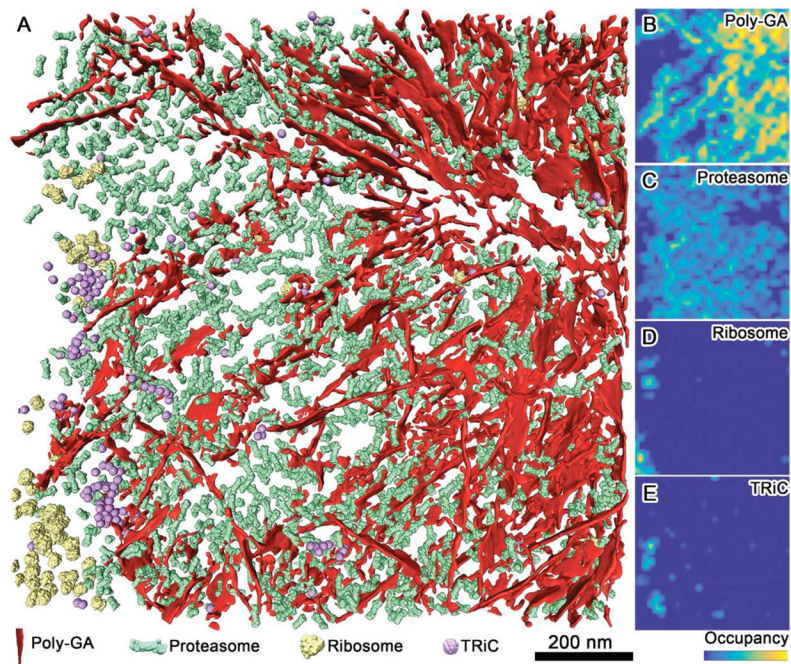 A
B
Poly-GA
C
Proteasome
D
Ribosome
E
TRiC
Poly-GA
Proteasome
Ribosome
TRiC
200 nm
Occupancy